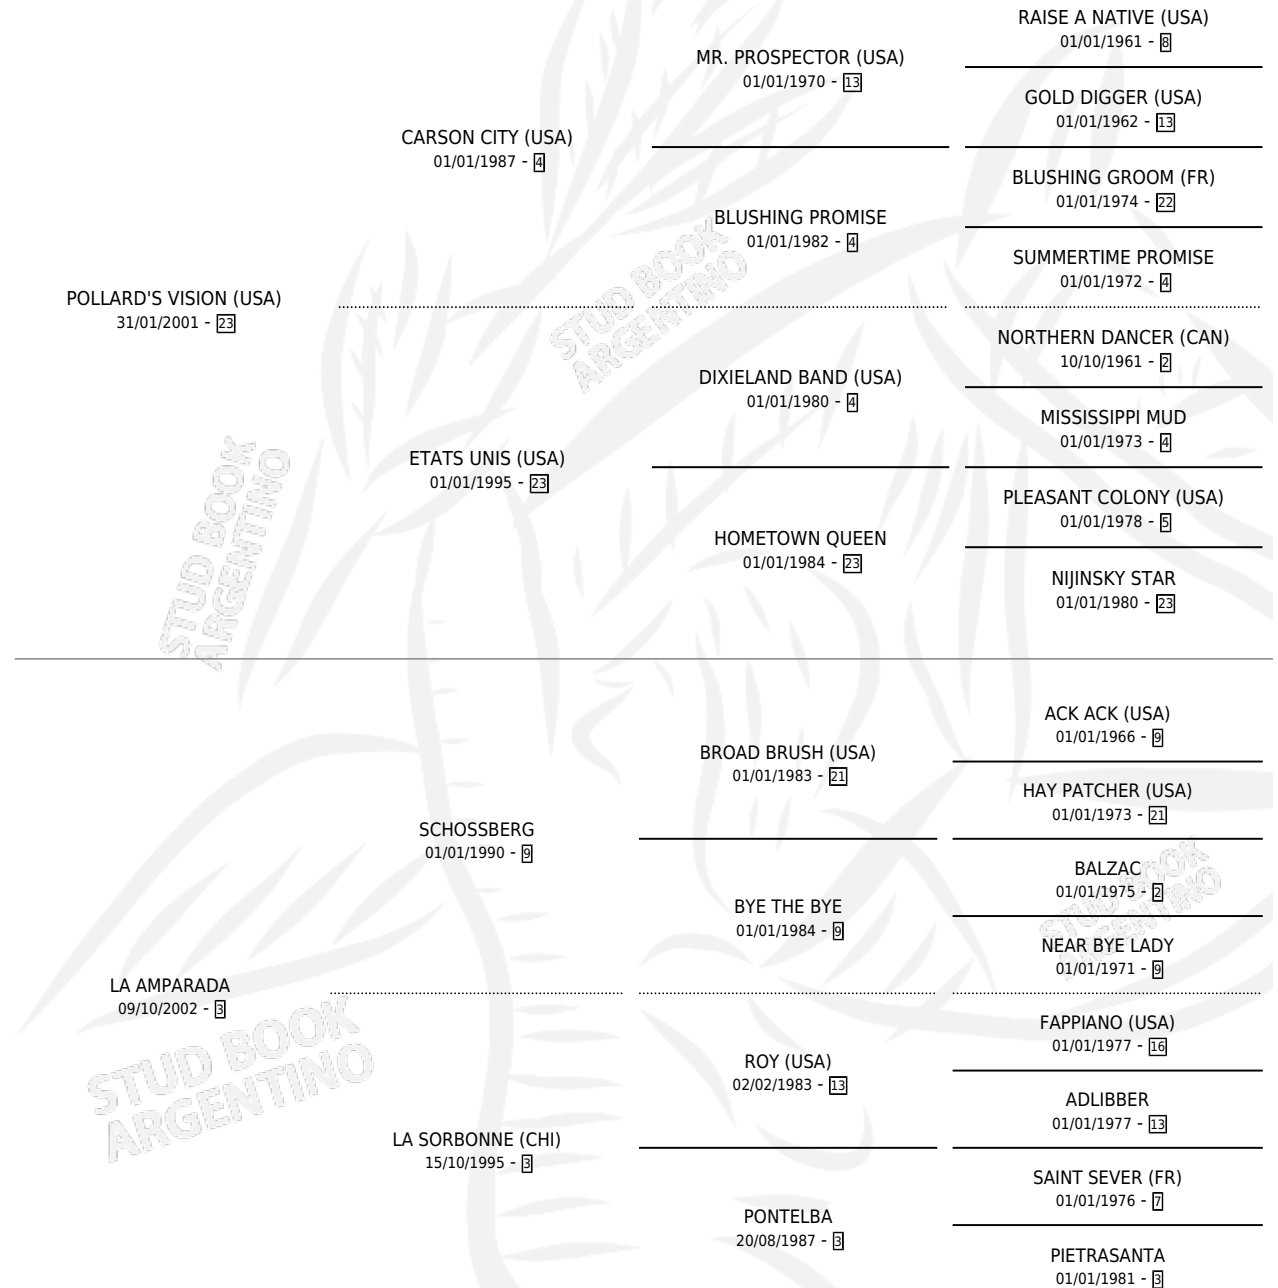 RAISE A NATIVE (USA)
01/01/1961 - 8
MR. PROSPECTOR (USA)
01/01/1970 - 13
GOLD DIGGER (USA)
01/01/1962 - 13
CARSON CITY (USA)
01/01/1987 - 4
BLUSHING GROOM (FR)
01/01/1974 - 22
BLUSHING PROMISE
01/01/1982 - 4
SUMMERTIME PROMISE
01/01/1972 - 4
POLLARD'S VISION (USA)
31/01/2001 - 23
NORTHERN DANCER (CAN)
10/10/1961 - 2
DIXIELAND BAND (USA)
01/01/1980 - 4
MISSISSIPPI MUD
01/01/1973 - 4
ETATS UNIS (USA)
01/01/1995 - 23
PLEASANT COLONY (USA)
01/01/1978 - 5
HOMETOWN QUEEN
01/01/1984 - 23
NIJINSKY STAR
01/01/1980 - 23
STUD BOOK
ARGENTINO
STUD BOOK
ARGENTINO
ACK ACK (USA)
01/01/1966 - 9
BROAD BRUSH (USA)
01/01/1983 - 21
HAY PATCHER (USA)
01/01/1973 - 21
SCHOSSBERG
01/01/1990 - 9
BALZAC
01/01/1975 - 2
BYE THE BYE
01/01/1984 - 9
NEAR BYE LADY
01/01/1971 - 9
LA AMPARADA
09/10/2002 - 3
FAPPIANO (USA)
01/01/1977 - 16
ROY (USA)
02/02/1983 - 13
ADLIBBER
01/01/1977 - 13
LA SORBONNE (CHI)
15/10/1995 - 3
SAINT SEVER (FR)
01/01/1976 - 7
PONTELBA
20/08/1987 - 3
PIETRASANTA
01/01/1981 - 3
STUD BOOK
ARGENTINO
STUD BOOK
ARGENTINO